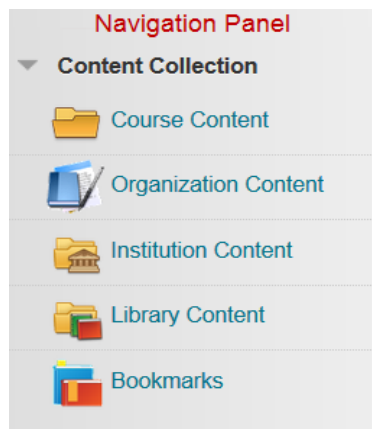 Navigation Panel
Content Collection
Course Content
Organization Content
Institution Content
Library Content
Bookmarks